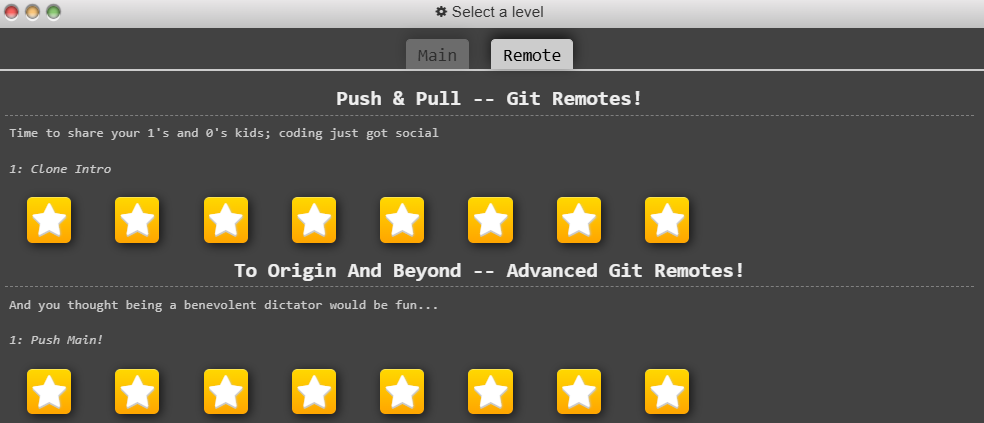 Select a level
Main
Remote
Push & Pull -- Git Remotes!
Time to share your 1's and 0's kids; coding just got social
1: Clone Intro
To Origin And Beyond -- Advanced Git Remotes!
And you thought being a benevolent dictator would be fun...
1: Push Main!